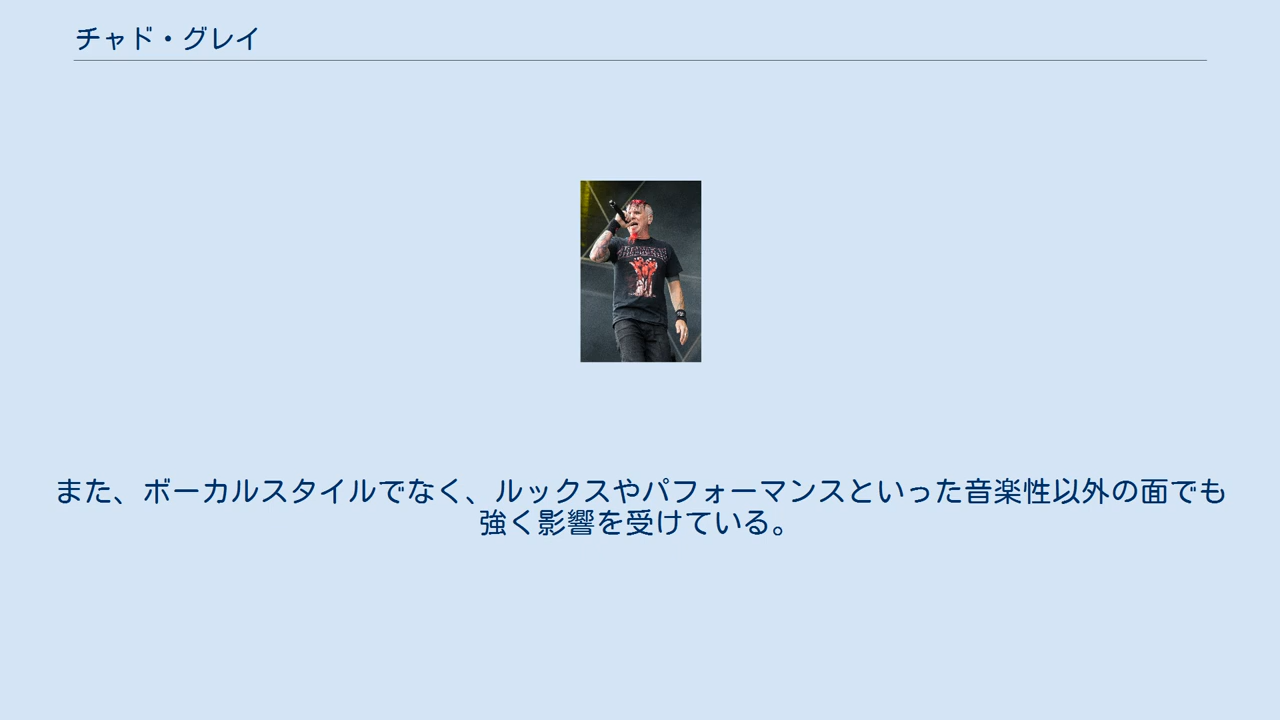 チャド・グレイ
また、ボーカルスタイルでなく、ルックスやパフォーマンスといった音楽性以外の面でも
強く影響を受けている。